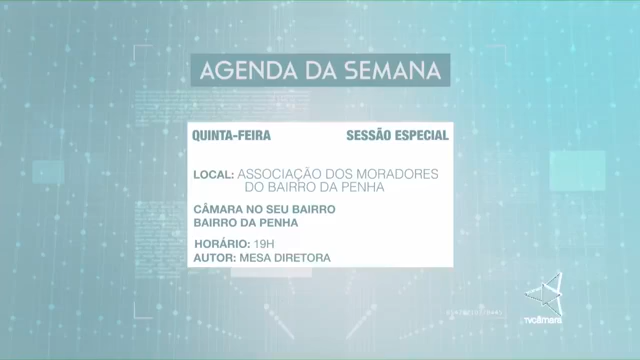 AGENDA DA SEMANA
QUINTA-FEIRA SESSÃO ESPECIAL
LOCAL: ASSOCIAÇÃO DOS MORADORES
DO BAIRRO DA PENHA
CÂMARA NO SEU BAIRRO
BAIRRO DA PENHA
HORÁRIO: 19H
AUTOR: MESA DIRETORA
tvcâmara